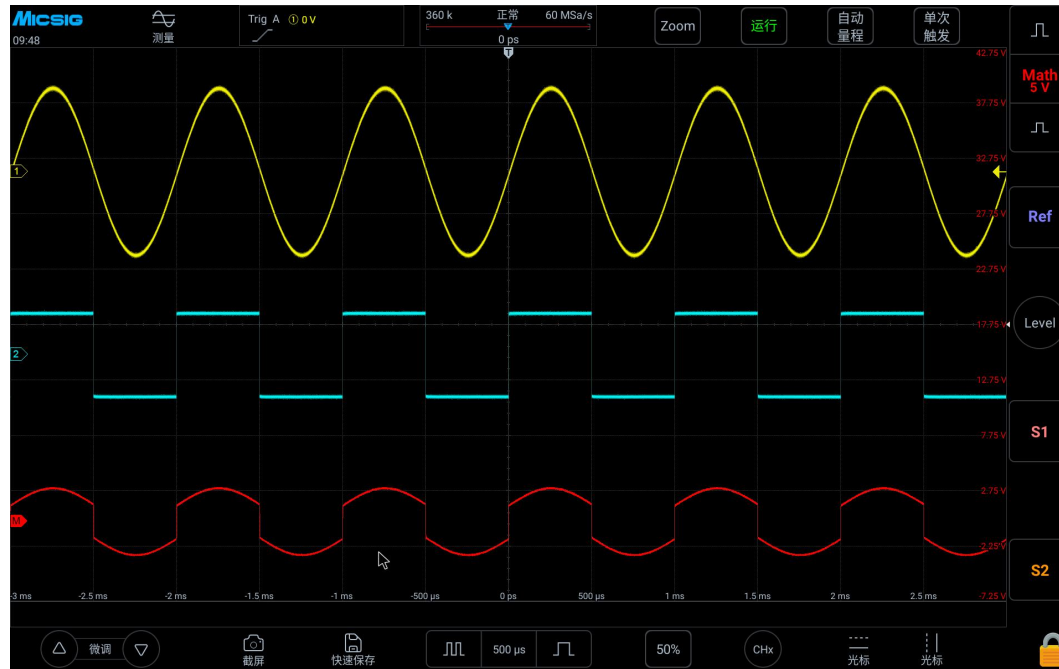 Micsig
09:48
测量
Trig A ① 0 V
360 k 正常 60 MSa/s
0 ps
T
Zoom
运行
自动
量程
单次
触发
42.75 V
Math
5 V
37.75 V
32.75 V
1
27.75 V
Ref
22.75 V
17.75 V
Level
2
12.75 V
7.75 V
S1
2.75 V
M
-2.25 V
S2
-3 ms -2.5 ms -2 ms -1.5 ms -1 ms -500 μs 0 ps 500 μs 1 ms 1.5 ms 2 ms 2.5 ms -7.25 V
微调
截屏
快速保存
500 μs
50%
CHx
光标
光标